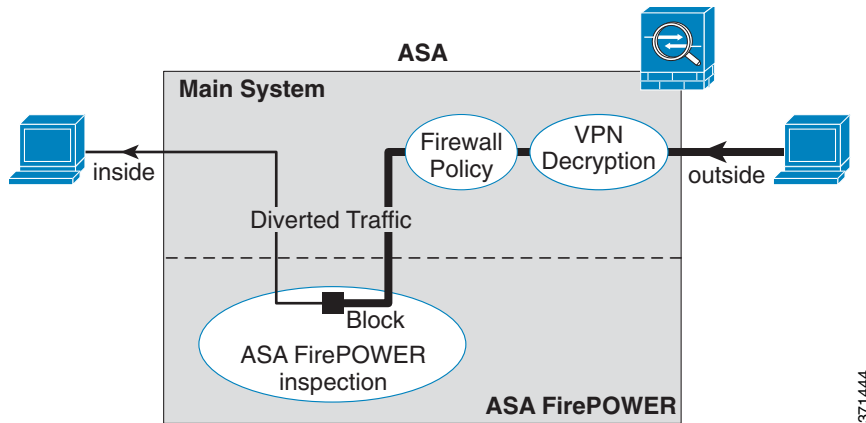 ASA
Main System
Firewall
Policy
VPN
Decryption
inside
outside
Diverted Traffic
Block
ASA FirePOWER
inspection
ASA FirePOWER
371444